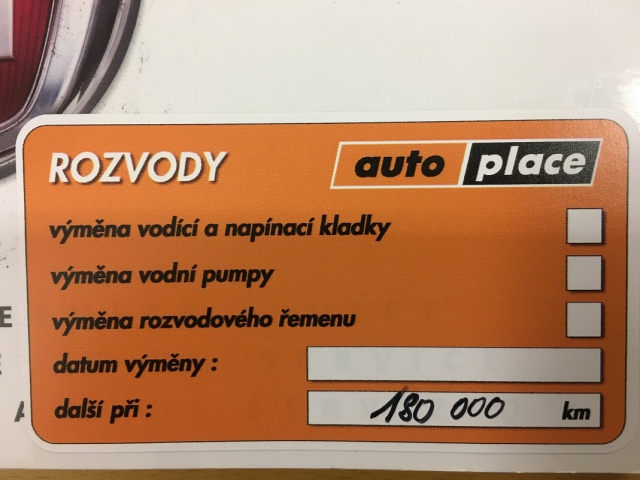 ROZVODY
auto place
výměna vodící a napínací kladky
výměna vodní pumpy
výměna rozvodového řemenu
datum výměny :
další při : 180 000 km